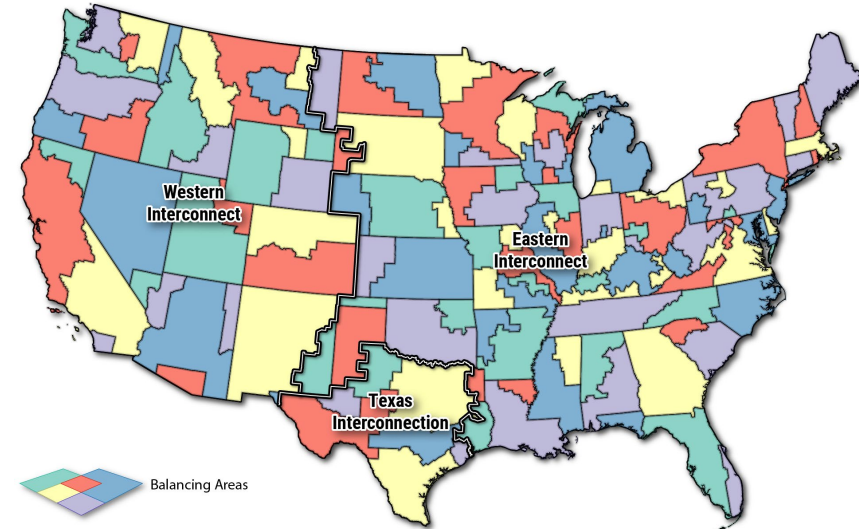 Western
Interconnect
Eastern
Interconnect
Texas
Interconnection
Balancing Areas